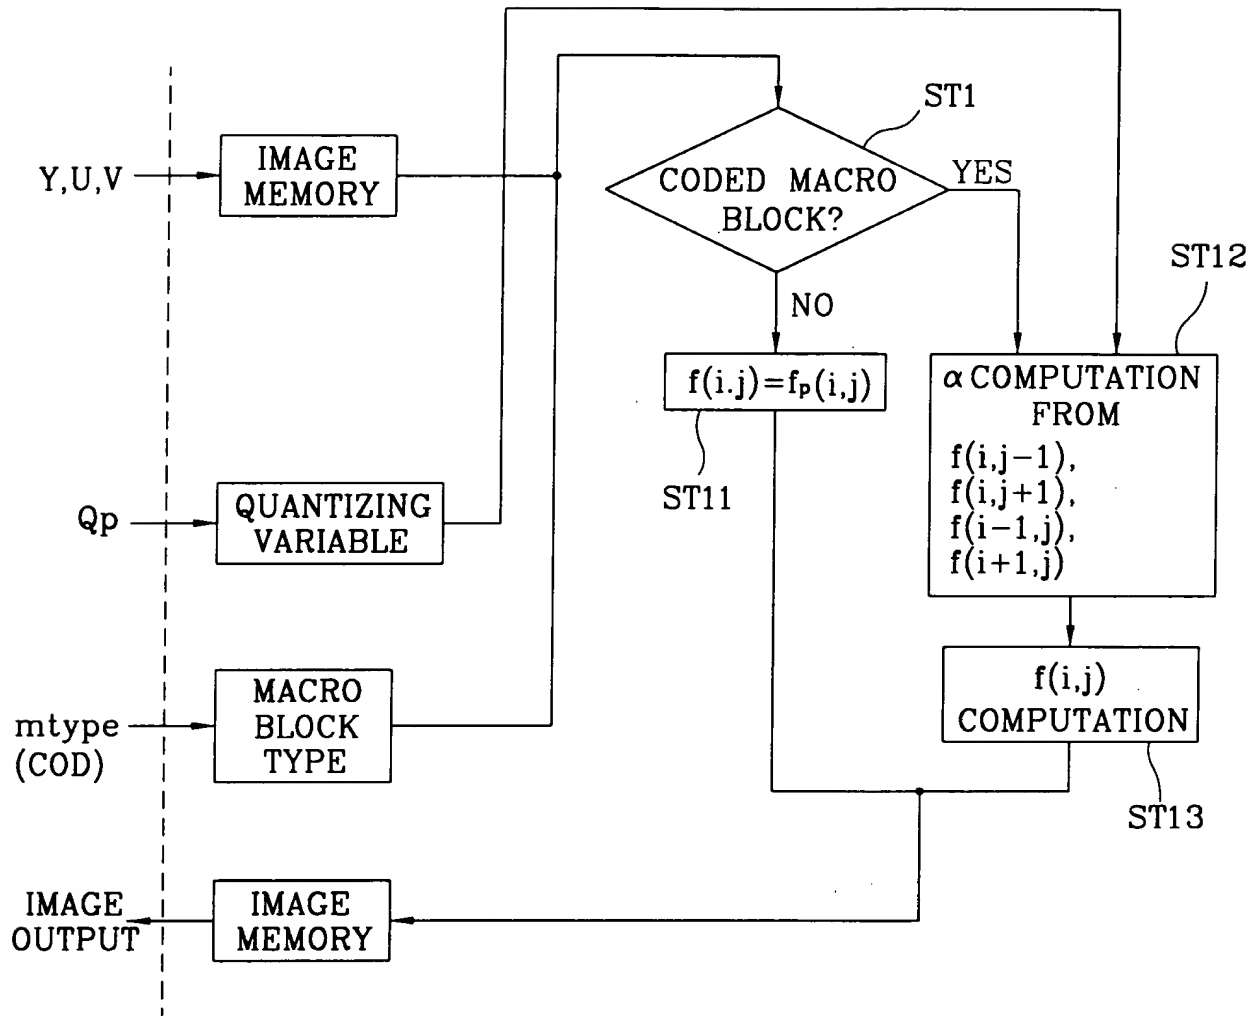 ST1
Y,U,V
IMAGE
MEMORY
CODED MACRO
BLOCK?
YES
NO
ST12
f(i.j)=fp(i,j)
ST11
α COMPUTATION
FROM
f(i,j−1),
f(i,j+1),
f(i−1,j),
f(i+1,j)
Qp
QUANTIZING
VARIABLE
mtype
(COD)
MACRO
BLOCK
TYPE
f(i,j)
COMPUTATION
ST13
IMAGE
OUTPUT
IMAGE
MEMORY